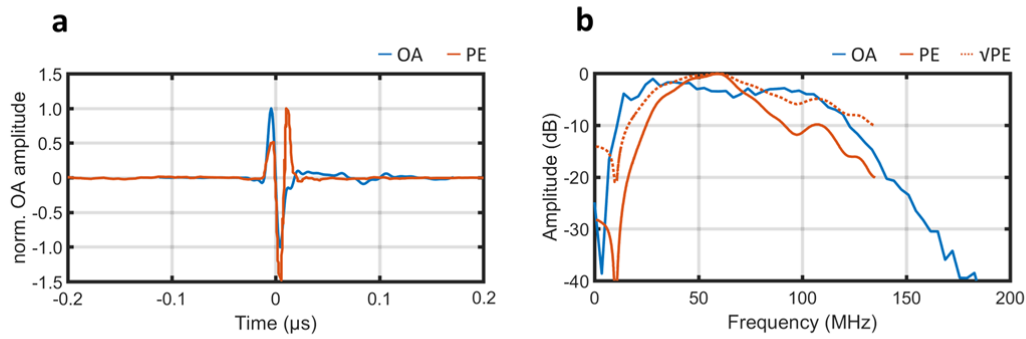 a
OA PE
1.5
1.0
0.5
0
-0.5
-1.0
-1.5
norm. OA amplitude
-0.2 -0.1 0 0.1 0.2
Time (µs)
b
OA PE √PE
0
-10
-20
-30
-40
Amplitude (dB)
0 50 100 150 200
Frequency (MHz)